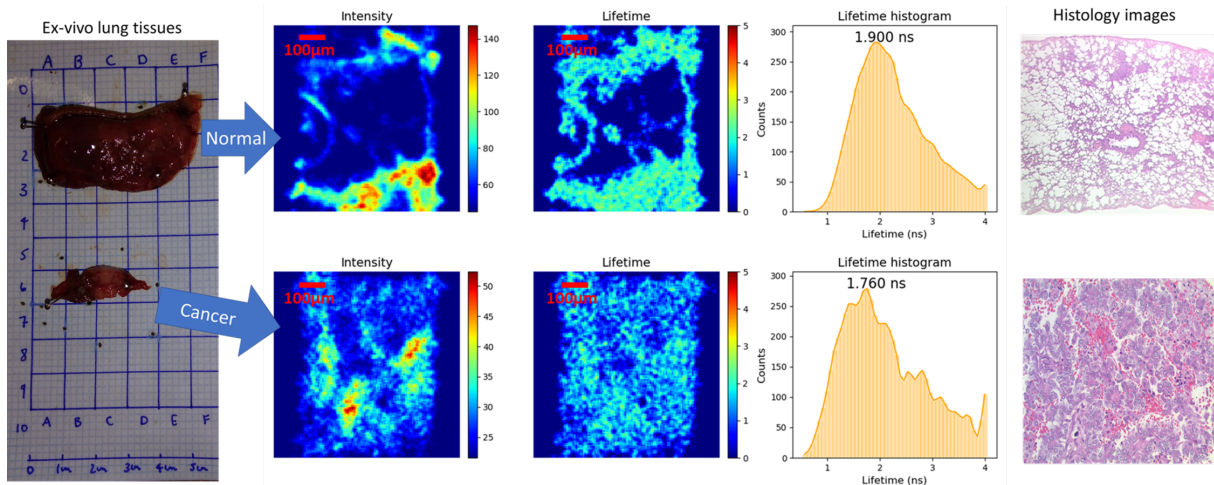 Ex-vivo lung tissues
A B C D E F
0
1
2
3
4
5
6
7
8
9
10
A B C D E F
0 1cm 2cm 3cm 4cm 5cm
Normal
Cancer
Intensity
100μm
140
120
100
80
60
Lifetime
100μm
5
4
3
2
1
0
Lifetime histogram
1.900 ns
Counts
300
250
200
150
100
50
0
1 2 3 4
Lifetime (ns)
Histology images
Intensity
100μm
50
45
40
35
30
25
Lifetime
100μm
5
4
3
2
1
0
Lifetime histogram
1.760 ns
Counts
300
250
200
150
100
50
0
1 2 3 4
Lifetime (ns)